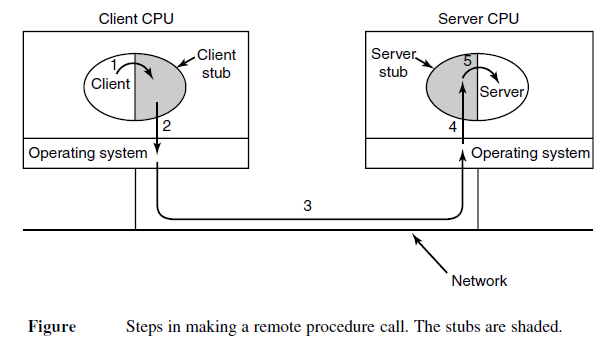 Client CPU
Server CPU
1
Client
Client
stub
2
Operating system
Server
stub
5
Server
4
Operating system
3
Network
Figure Steps in making a remote procedure call. The stubs are shaded.